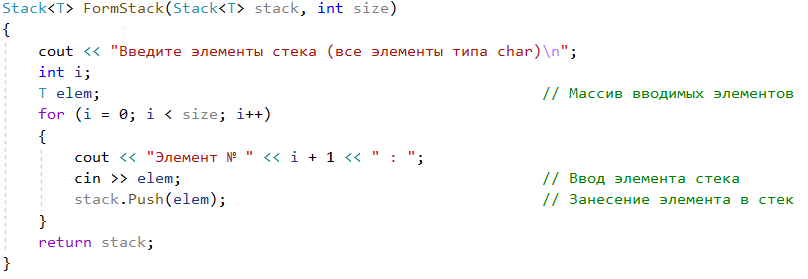 Stack<T> FormStack(Stack<T> stack, int size)
{
cout << "Введите элементы стека (все элементы типа char)\n";
int i;
T elem; // Массив вводимых элементов
for (i = 0; i < size; i++)
{
cout << "Элемент № " << i + 1 << " : ";
cin >> elem; // Ввод элемента стека
stack.Push(elem); // Занесение элемента в стек
}
return stack;
}